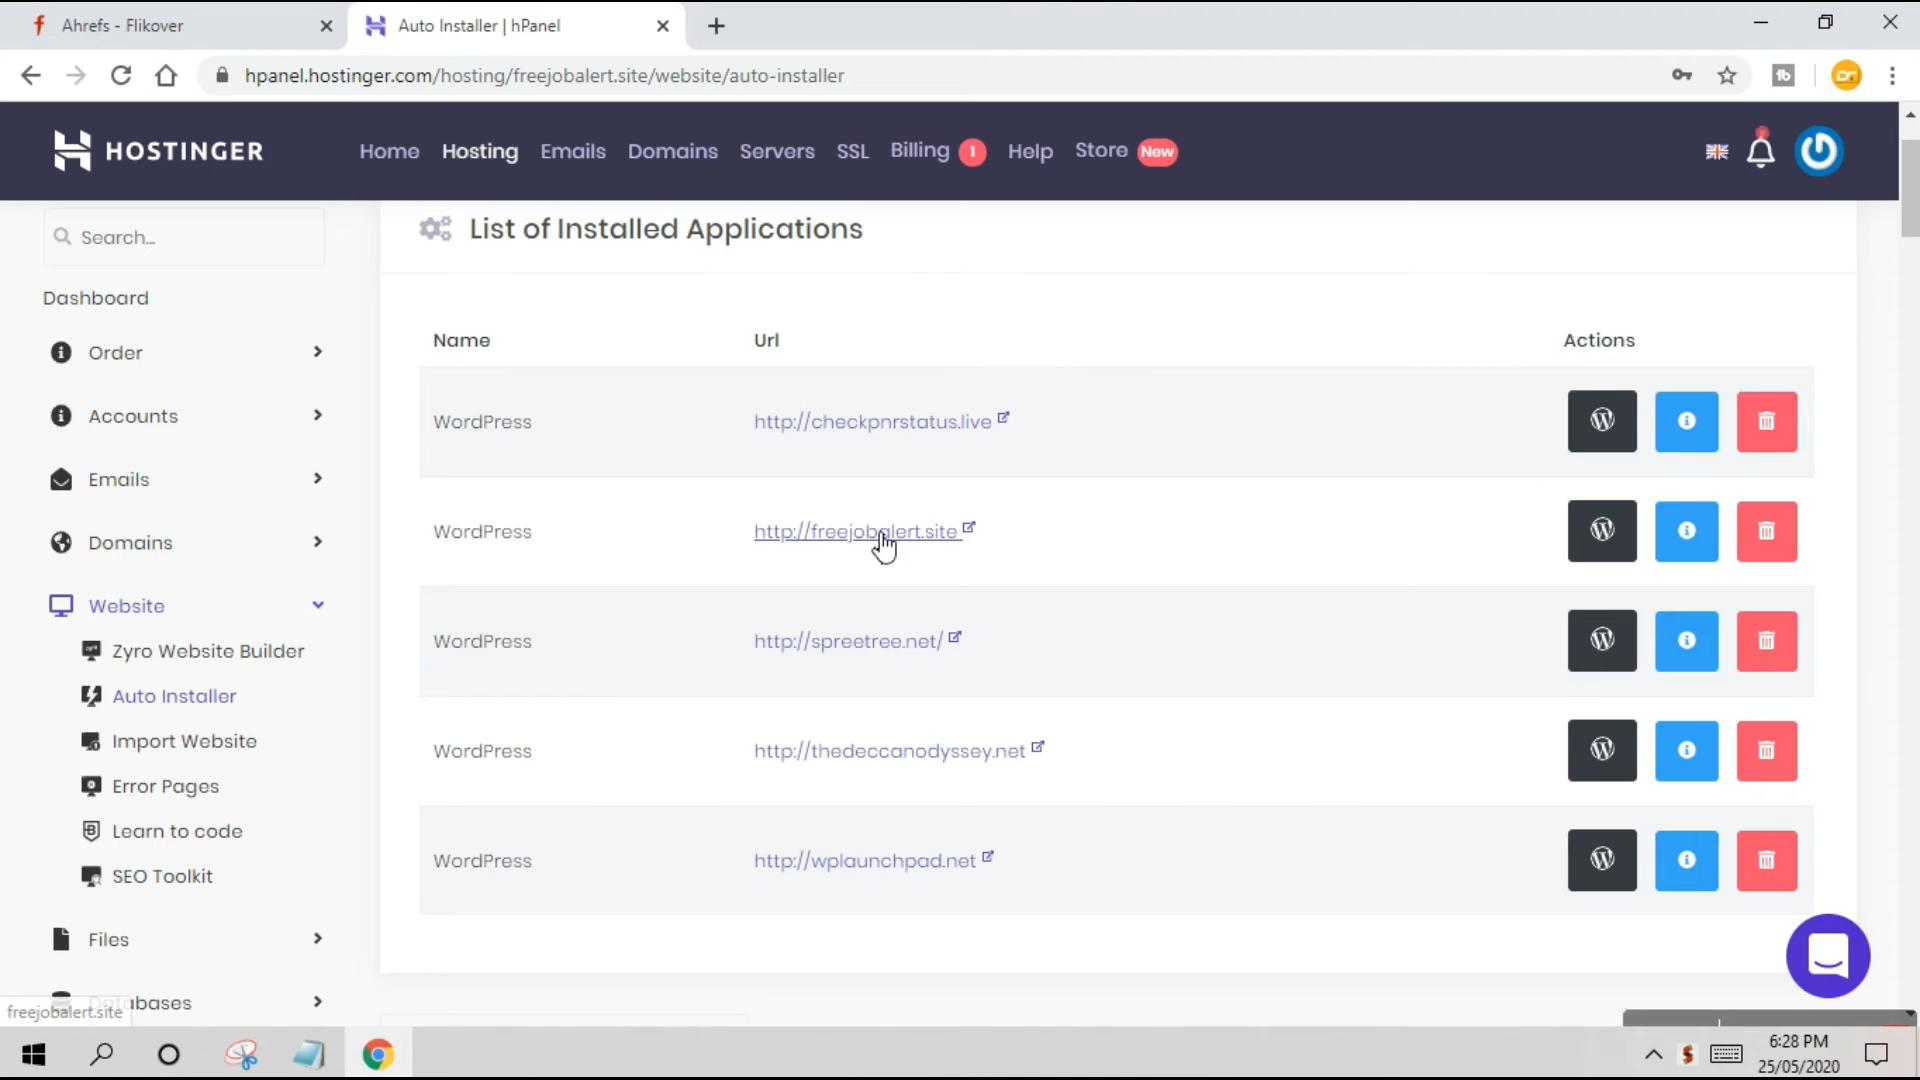 Ahrefs - Flikover
Auto Installer | hPanel
hpanel.hostinger.com/hosting/freejobalert.site/website/auto-installer
HOSTINGER
Home Hosting Emails Domains Servers SSL Billing 1 Help Store New
Search...
List of Installed Applications
Dashboard
Order
Accounts
Emails
Domains
Website
Zyro Website Builder
Auto Installer
Import Website
Error Pages
Learn to code
SEO Toolkit
Files
Databases
Name Url Actions
WordPress http://checkpnrstatus.live
WordPress http://freejobalert.site
WordPress http://spreetree.net/
WordPress http://thedeccanodyssey.net
WordPress http://wplaunchpad.net
freejobalert.site
6:28 PM
25/05/2020